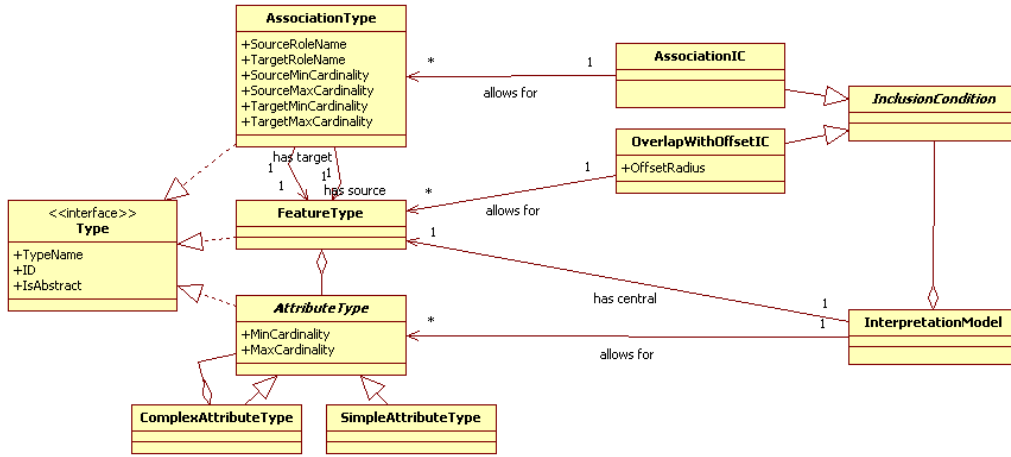 AssociationType
+SourceRoleName
+TargetRoleName
+SourceMinCardinality
+SourceMaxCardinality
+TargetMinCardinality
+TargetMaxCardinality
* 1
allows for
AssociationIC
InclusionCondition
OverlapWithOffsetIC
+OffsetRadius
has target
1 1
1 1
has source
* 1
allows for
<<interface>>
Type
+TypeName
+ID
+IsAbstract
FeatureType
1
has central
1
AttributeType
+MinCardinality
+MaxCardinality
* 1
allows for
InterpretationModel
ComplexAttributeType
SimpleAttributeType